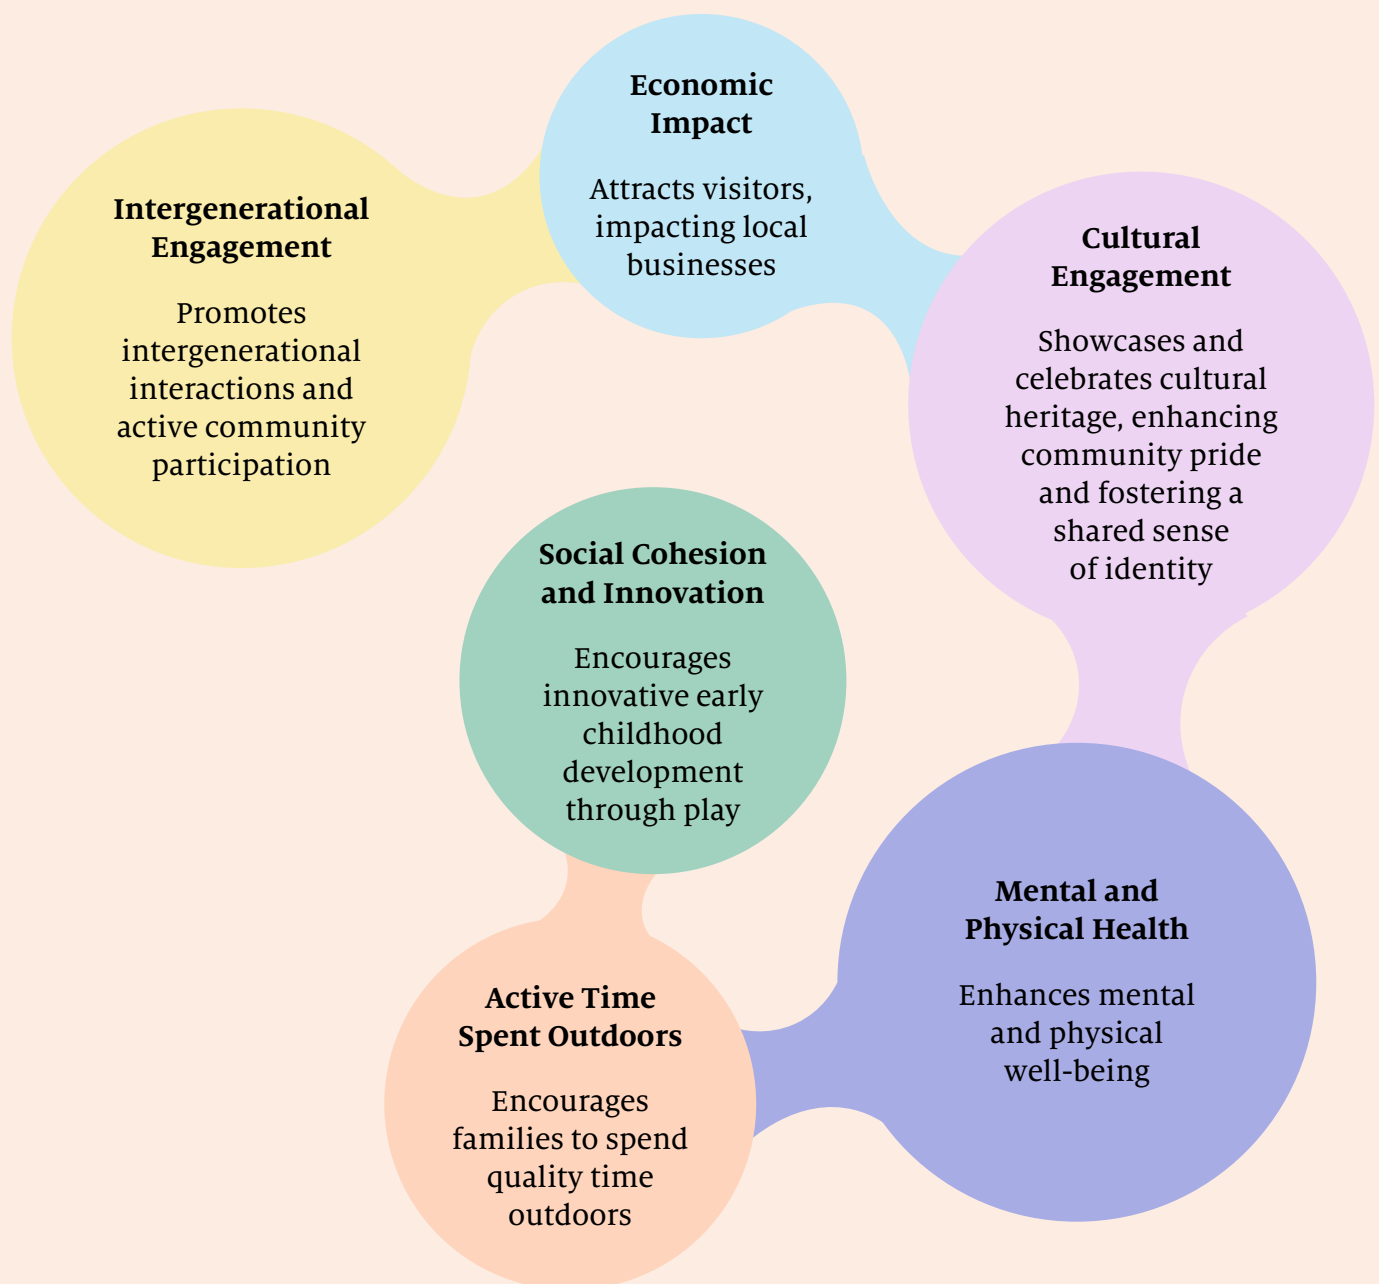 Intergenerational
Engagement
Promotes
intergenerational
interactions and
active community
participation
Economic
Impact
Attracts visitors,
impacting local
businesses
Cultural
Engagement
Showcases and
celebrates cultural
heritage, enhancing
community pride
and fostering a
shared sense
of identity
Mental and
Physical Health
Enhances mental
and physical
well-being
Active Time
Spent Outdoors
Encourages
families to spend
quality time
outdoors
Social Cohesion
and Innovation
Encourages
innovative early
childhood
development
through play